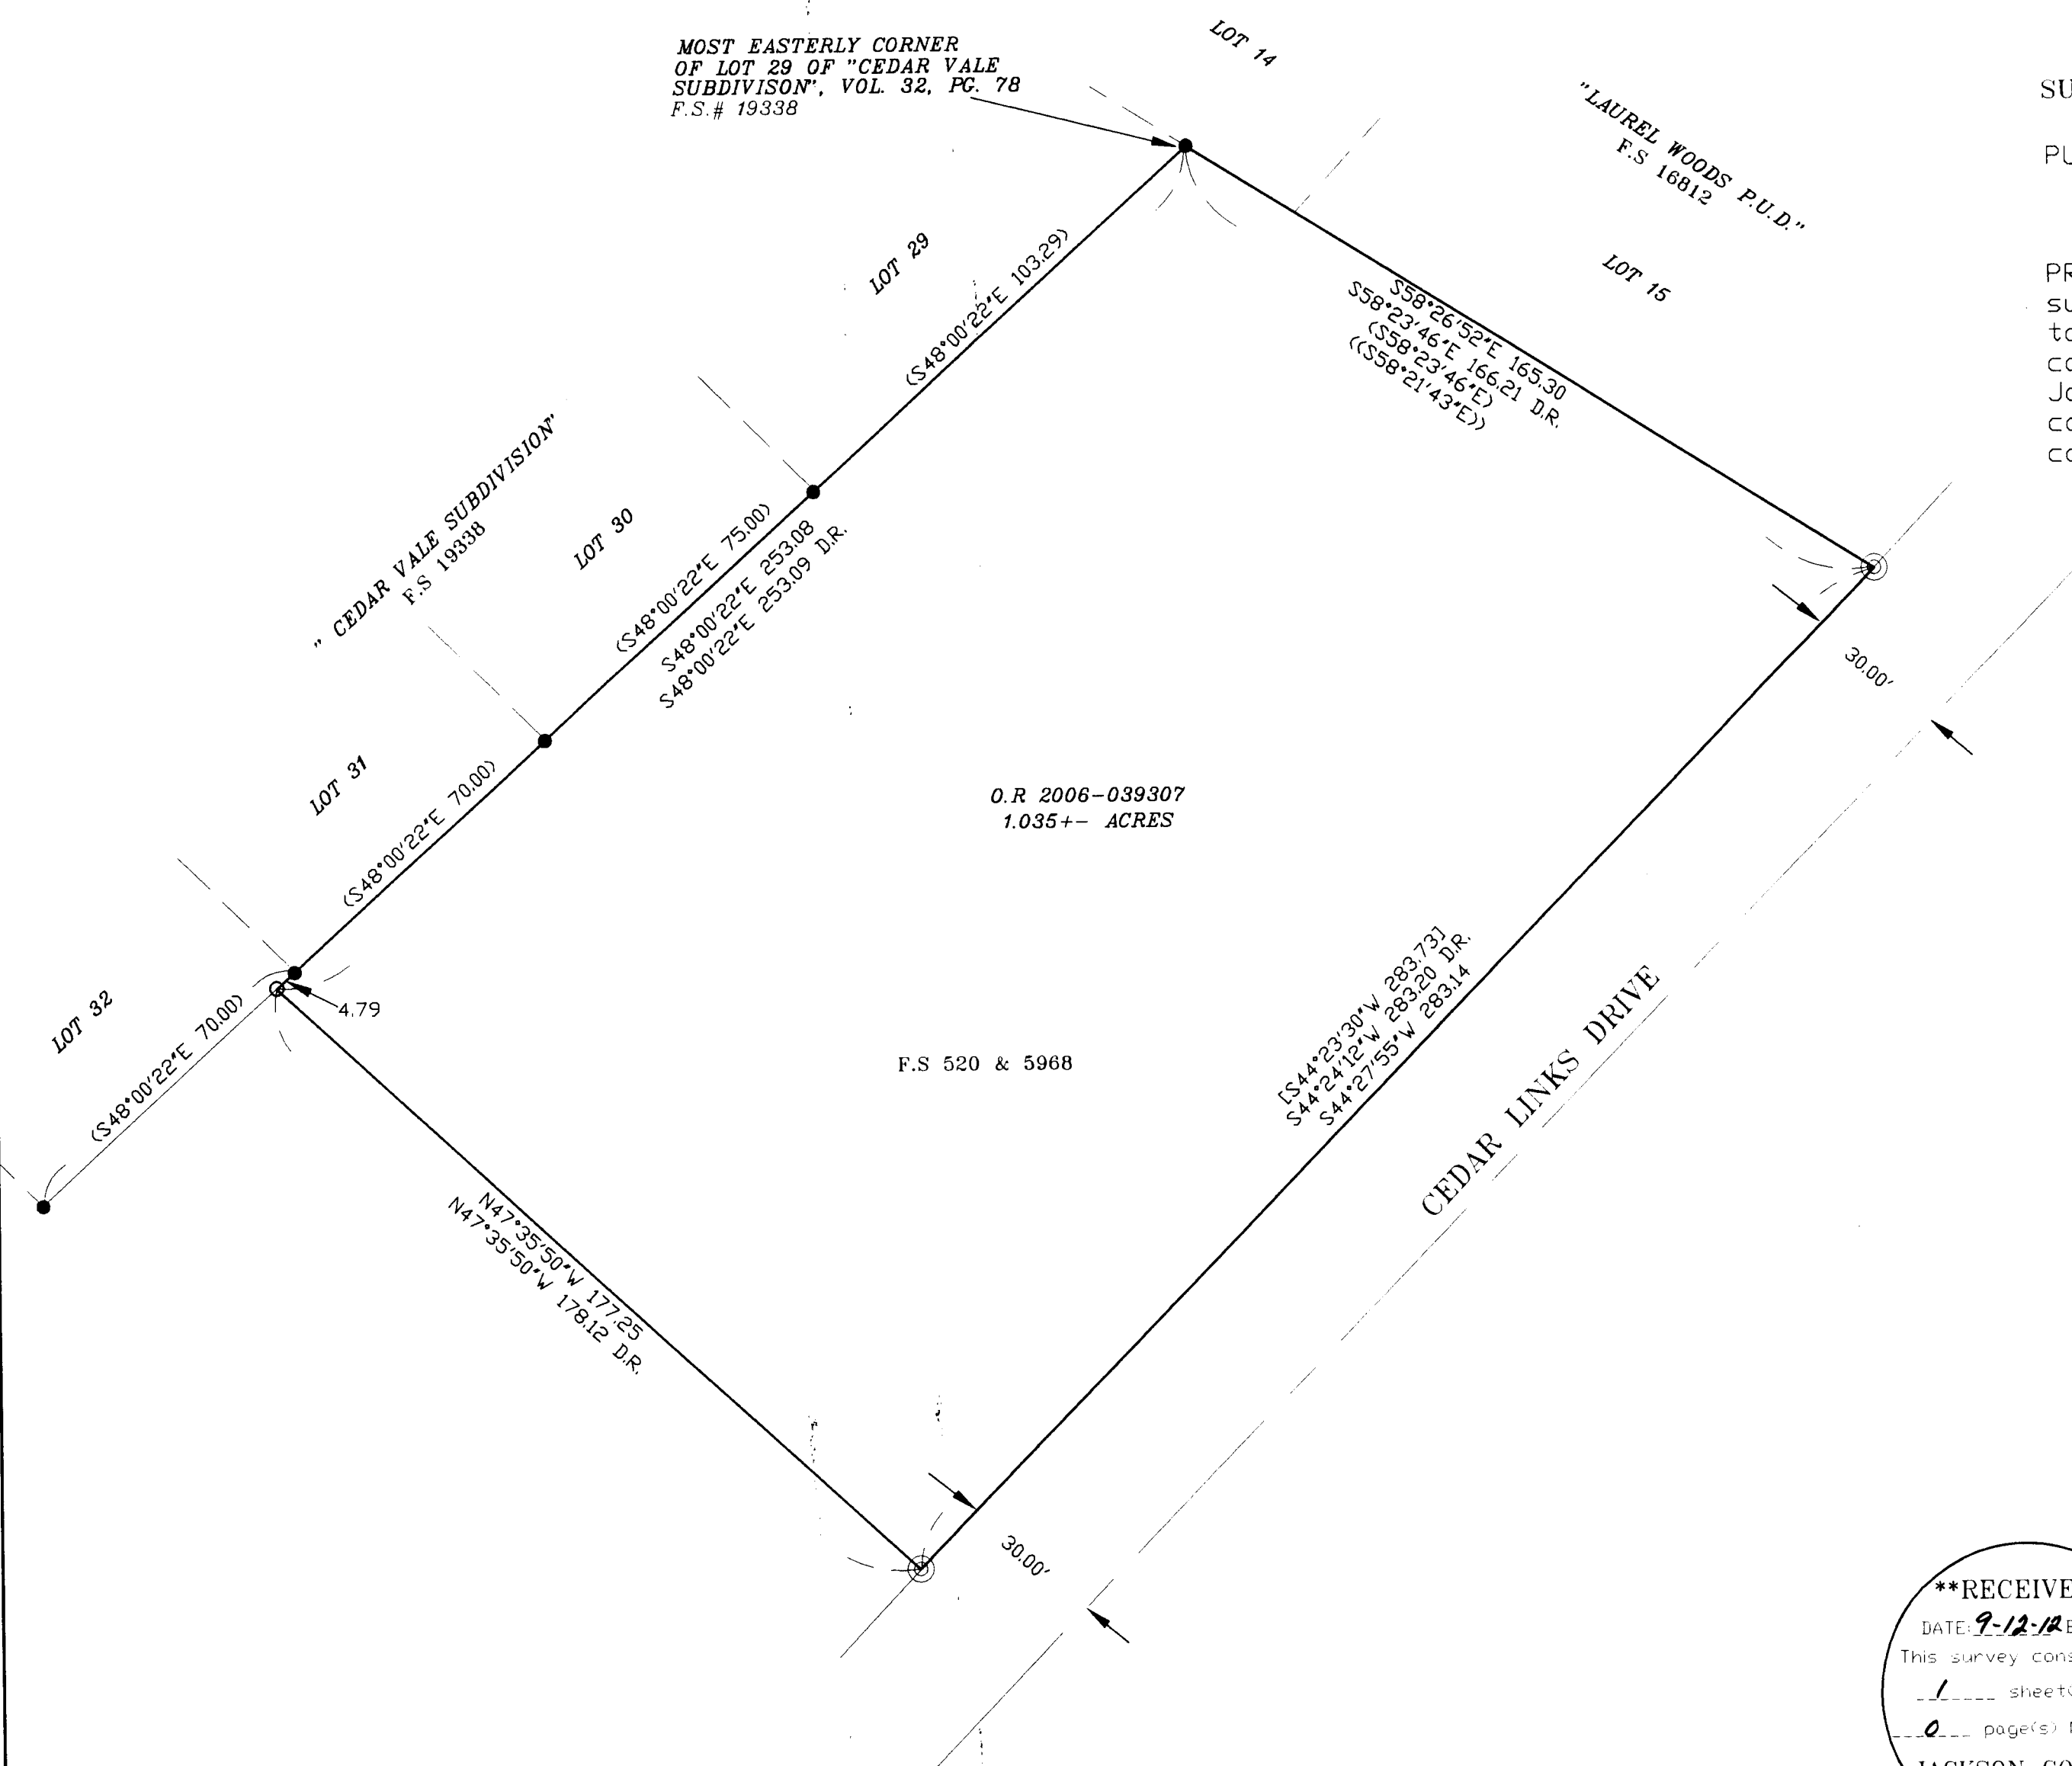 MOST EASTERLY CORNER
OF LOT 29 OF "CEDAR VALE
SUBDIVISON", VOL. 32, PG. 78
F.S.# 19338
LOT 14
"LAUREL WOODS P.U.D."
F.S 16812
LOT 15
SU
PU
PR
su
to
co
Jo
co
co
LOT 29
(S48°00'22"E 103.29)
S58°26'52"E 165.30
S58°23'46"E 166.21 D.R.
(S58°23'46"E)
((S58°21'43"E))
" CEDAR VALE SUBDIVISION"
F.S 19338
LOT 30
(S48°00'22"E 75.00)
S48°00'22"E 253.08
S48°00'22"E 253.09 D.R.
30.00'
LOT 31
(S48°00'22"E 70.00)
O.R 2006-039307
1.035+- ACRES
LOT 32
(S48°00'22"E 70.00)
4.79
F.S 520 & 5968
[S44°23'30"W 283.73]
S44°24'12"W 283.20 D.R.
S44°27'55"W 283.14
CEDAR LINKS DRIVE
N47°35'50"W 177.25
N47°35'50"W 178.12 D.R.
30.00'
**RECEIVE
DATE: 9-12-12 B
This survey cons
1 sheet(
0 page(s)
JACKSON CO